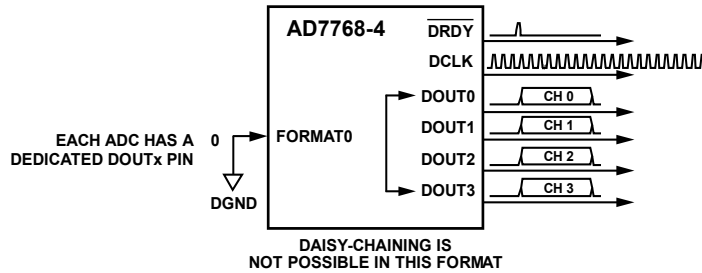 AD7768-4
DRDY
DCLK
DOUT0
CH 0
EACH ADC HAS A
DEDICATED DOUTx PIN
0
FORMAT0
DOUT1
CH 1
DOUT2
CH 2
DGND
DOUT3
CH 3
DAISY-CHAINING IS
NOT POSSIBLE IN THIS FORMAT